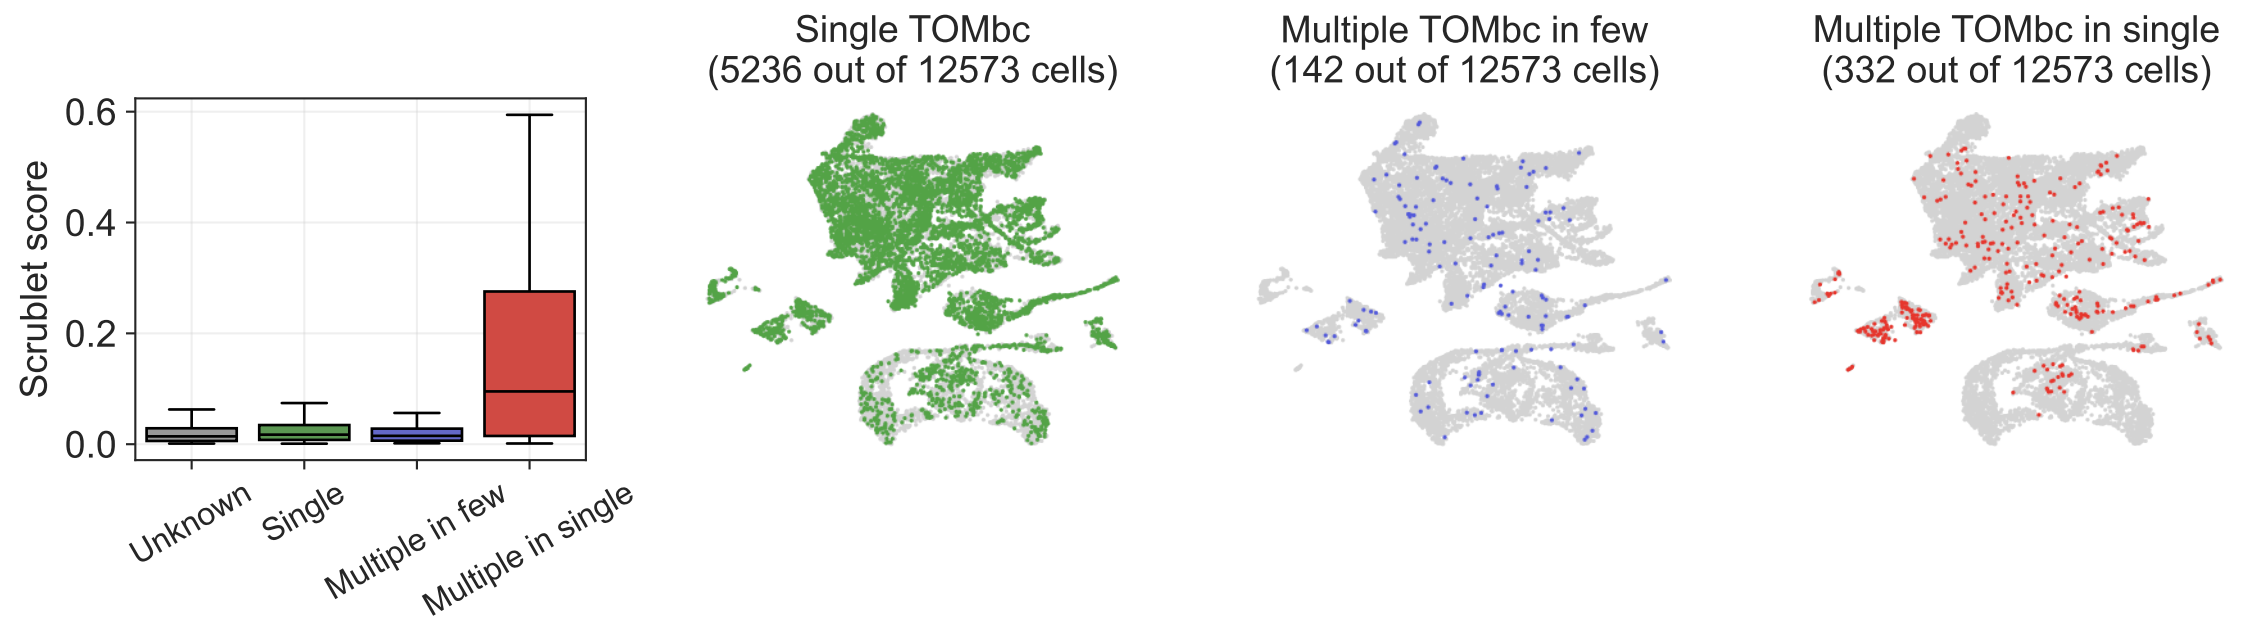 Scrublet score
0.6
0.4
0.2
0.0
Unknown
Single
Multiple in few
Multiple in single
Single TOMbc
(5236 out of 12573 cells)
Multiple TOMbc in few
(142 out of 12573 cells)
Multiple TOMbc in single
(332 out of 12573 cells)